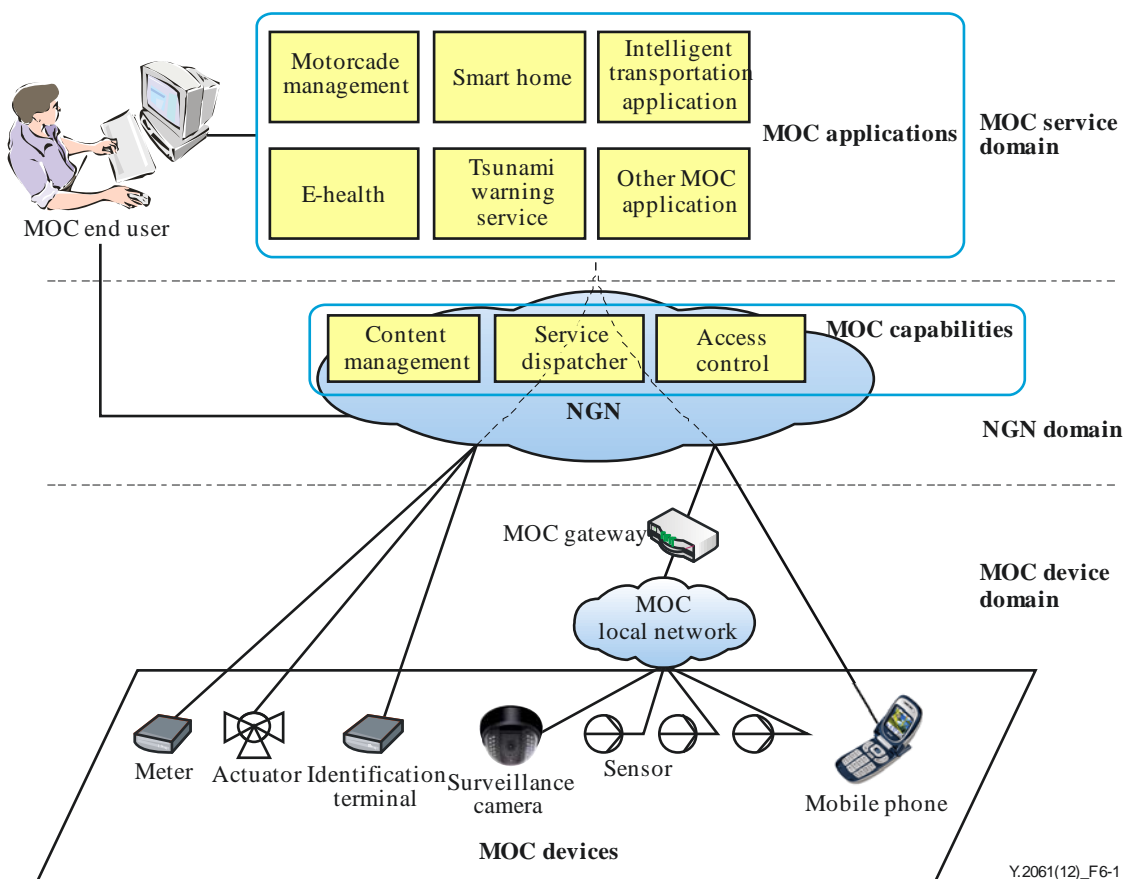 Motorcade
management
Smart home
Intelligent
transportation
application
MOC applications
MOC service
domain
E-health
Tsunami
warning
service
Other MOC
application
MOC end user
Content
management
Service
dispatcher
Access
control
MOC capabilities
NGN
NGN domain
MOC gateway
MOC device
domain
MOC
local network
Meter
Actuator
Identification
terminal
Surveillance
camera
Sensor
Mobile phone
MOC devices
Y.2061(12)_F6-1